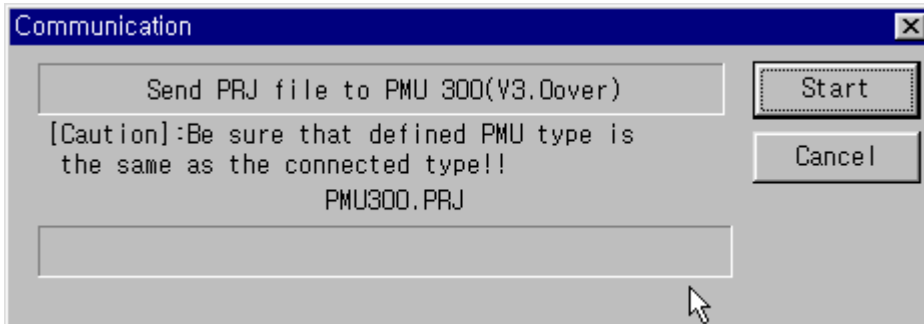 Communication
Send PRJ file to PMU 300(V3.0over)
Start
[Caution]:Be sure that defined PMU type is
the same as the connected type!!
Cancel
PMU300.PRJ